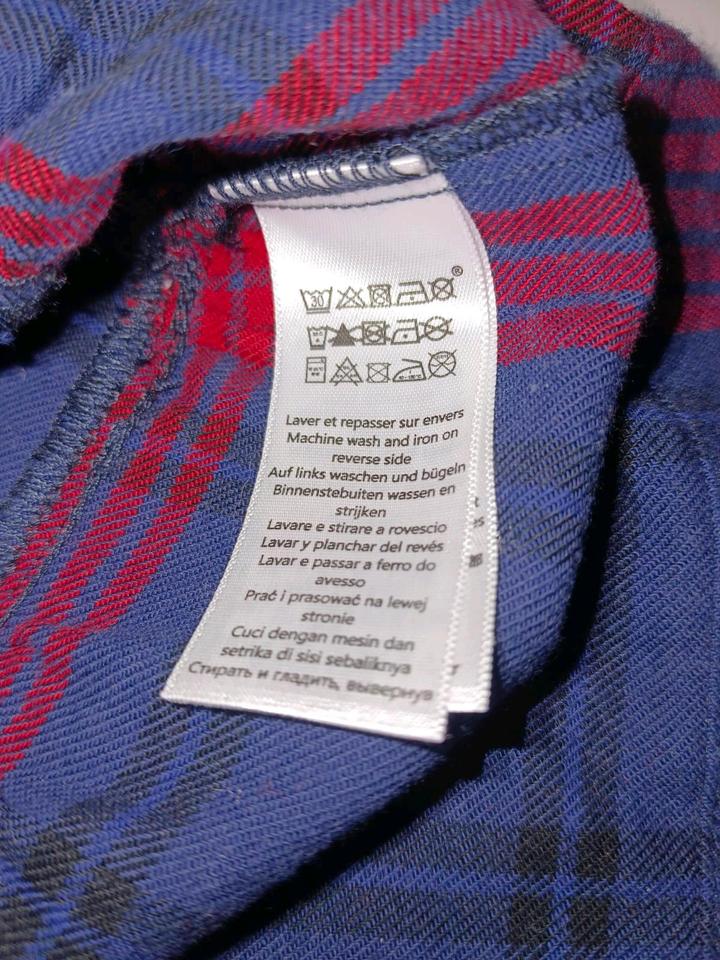 30
®
Laver et repasser sur envers
Machine wash and iron on
reverse side
Auf links waschen und bügeln
Binnenstebuiten wassen en
strijken
Lavare e stirare a rovescio
Lavar y planchar del revés
Lavar e passar a ferro do
avesso
Prać i prasować na lewej
stronie
Cuci dengan mesin dan
setrika di sisi sebaliknya
Стирать и гладить, вывернув